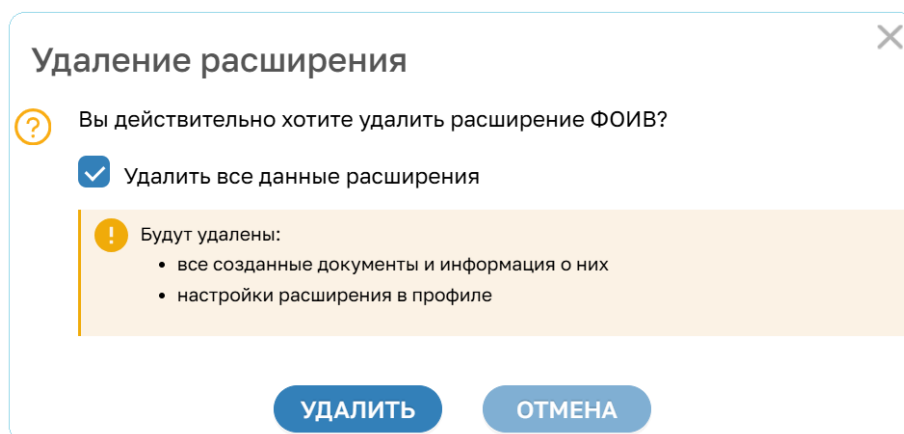 Удаление расширения
Вы действительно хотите удалить расширение ФОИВ?
Удалить все данные расширения
Будут удалены:
• все созданные документы и информация о них
• настройки расширения в профиле
УДАЛИТЬ ОТМЕНА